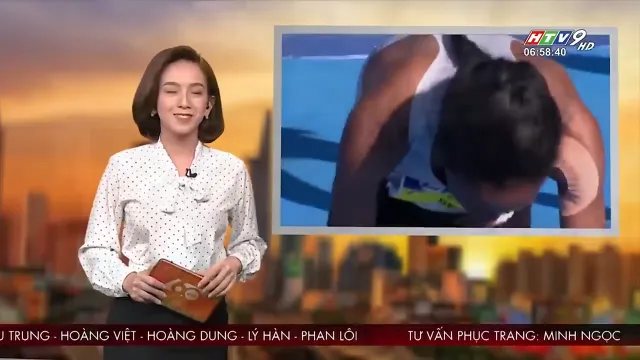 HTV9 HD
06:58:40
TRUNG - HOÀNG VIỆT - HOÀNG DUNG - LÝ HÀN - PHAN LÔI TƯ VẤN PHỤC TRANG: MINH NGỌC